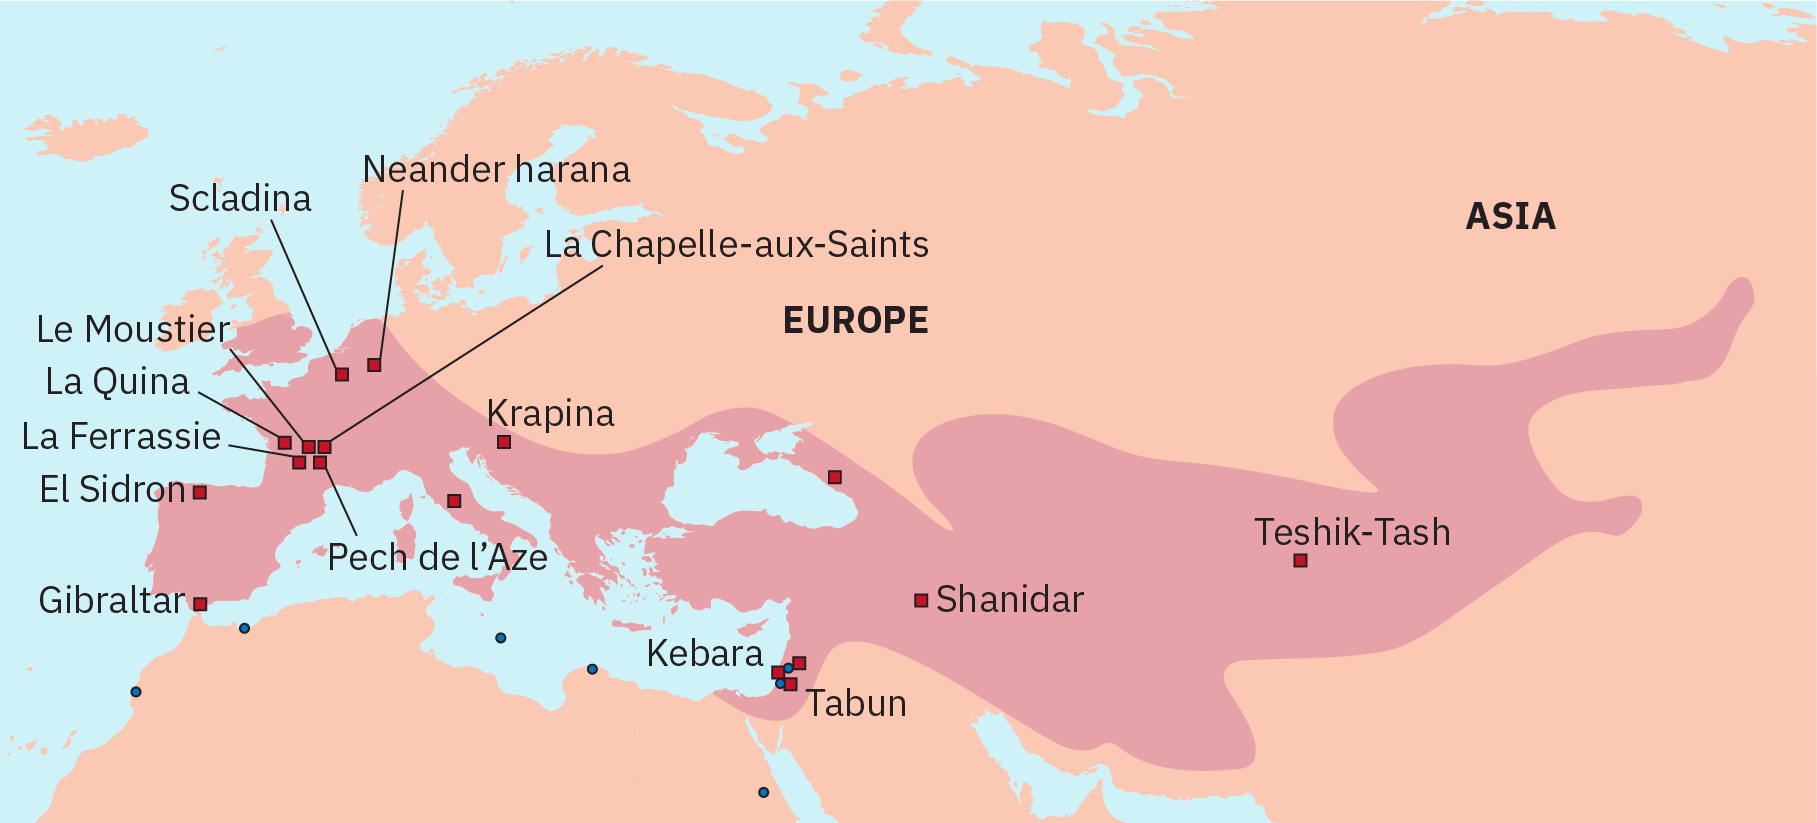 Neander harana
Scladina
ASIA
La Chapelle-aux-Saints
EUROPE
Le Moustier
La Quina
Krapina
La Ferrassie
El Sidron
Teshik-Tash
Pech de l’Aze
Gibraltar
Shanidar
Kebara
Tabun